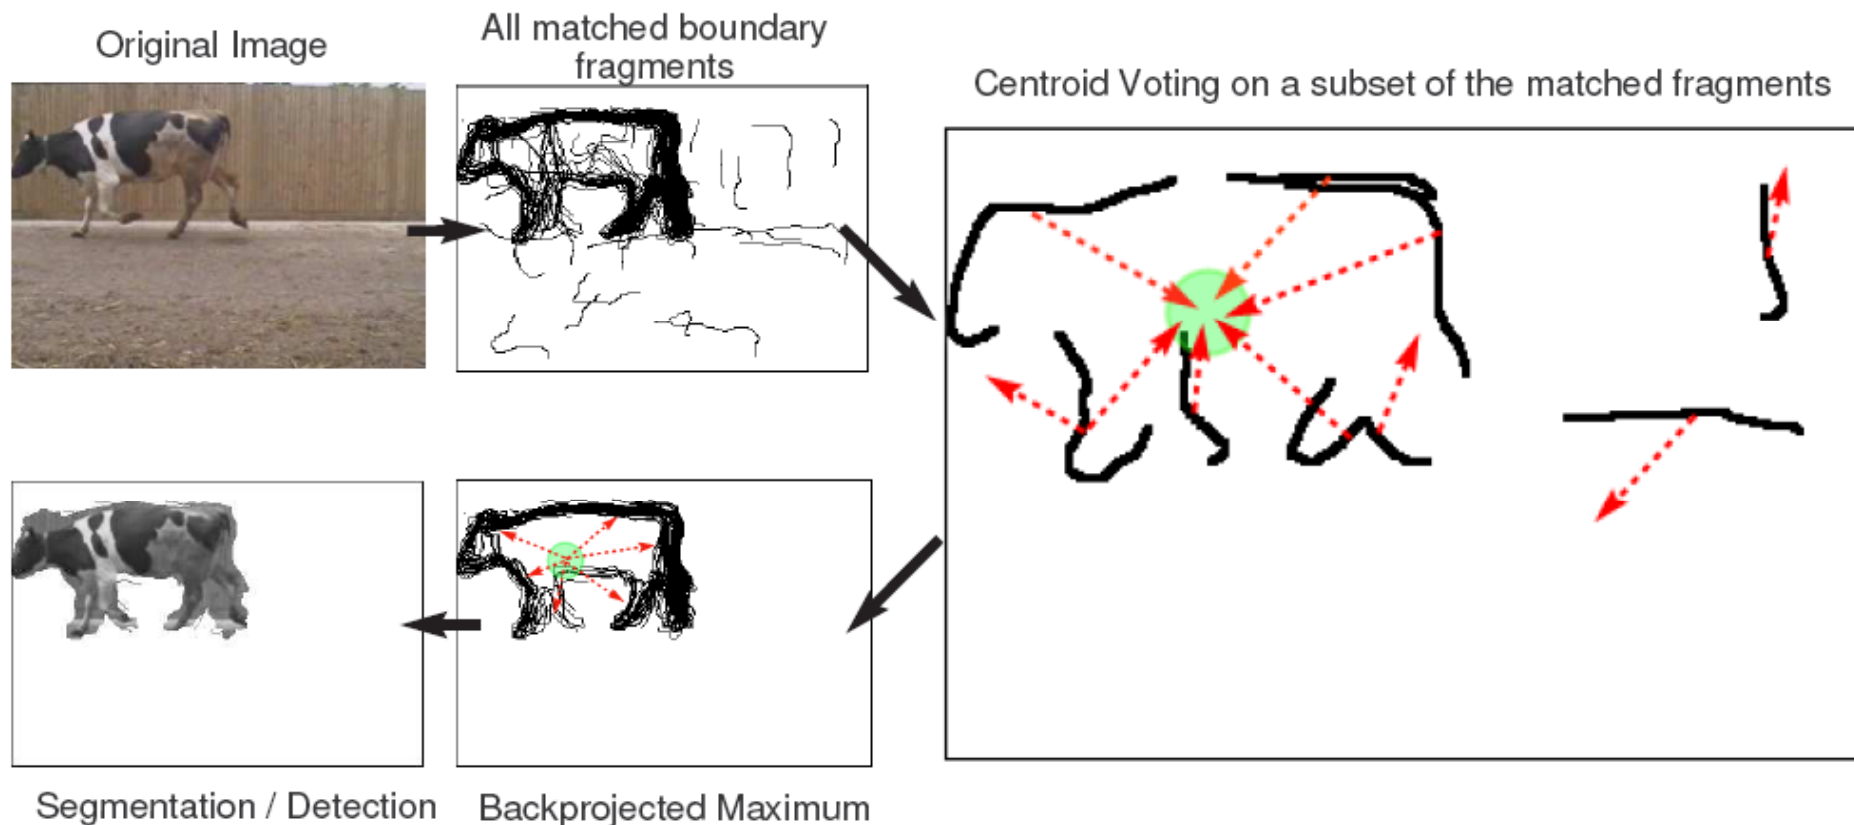 Original Image
All matched boundary
fragments
Centroid Voting on a subset of the matched fragments
Segmentation / Detection
Backprojected Maximum